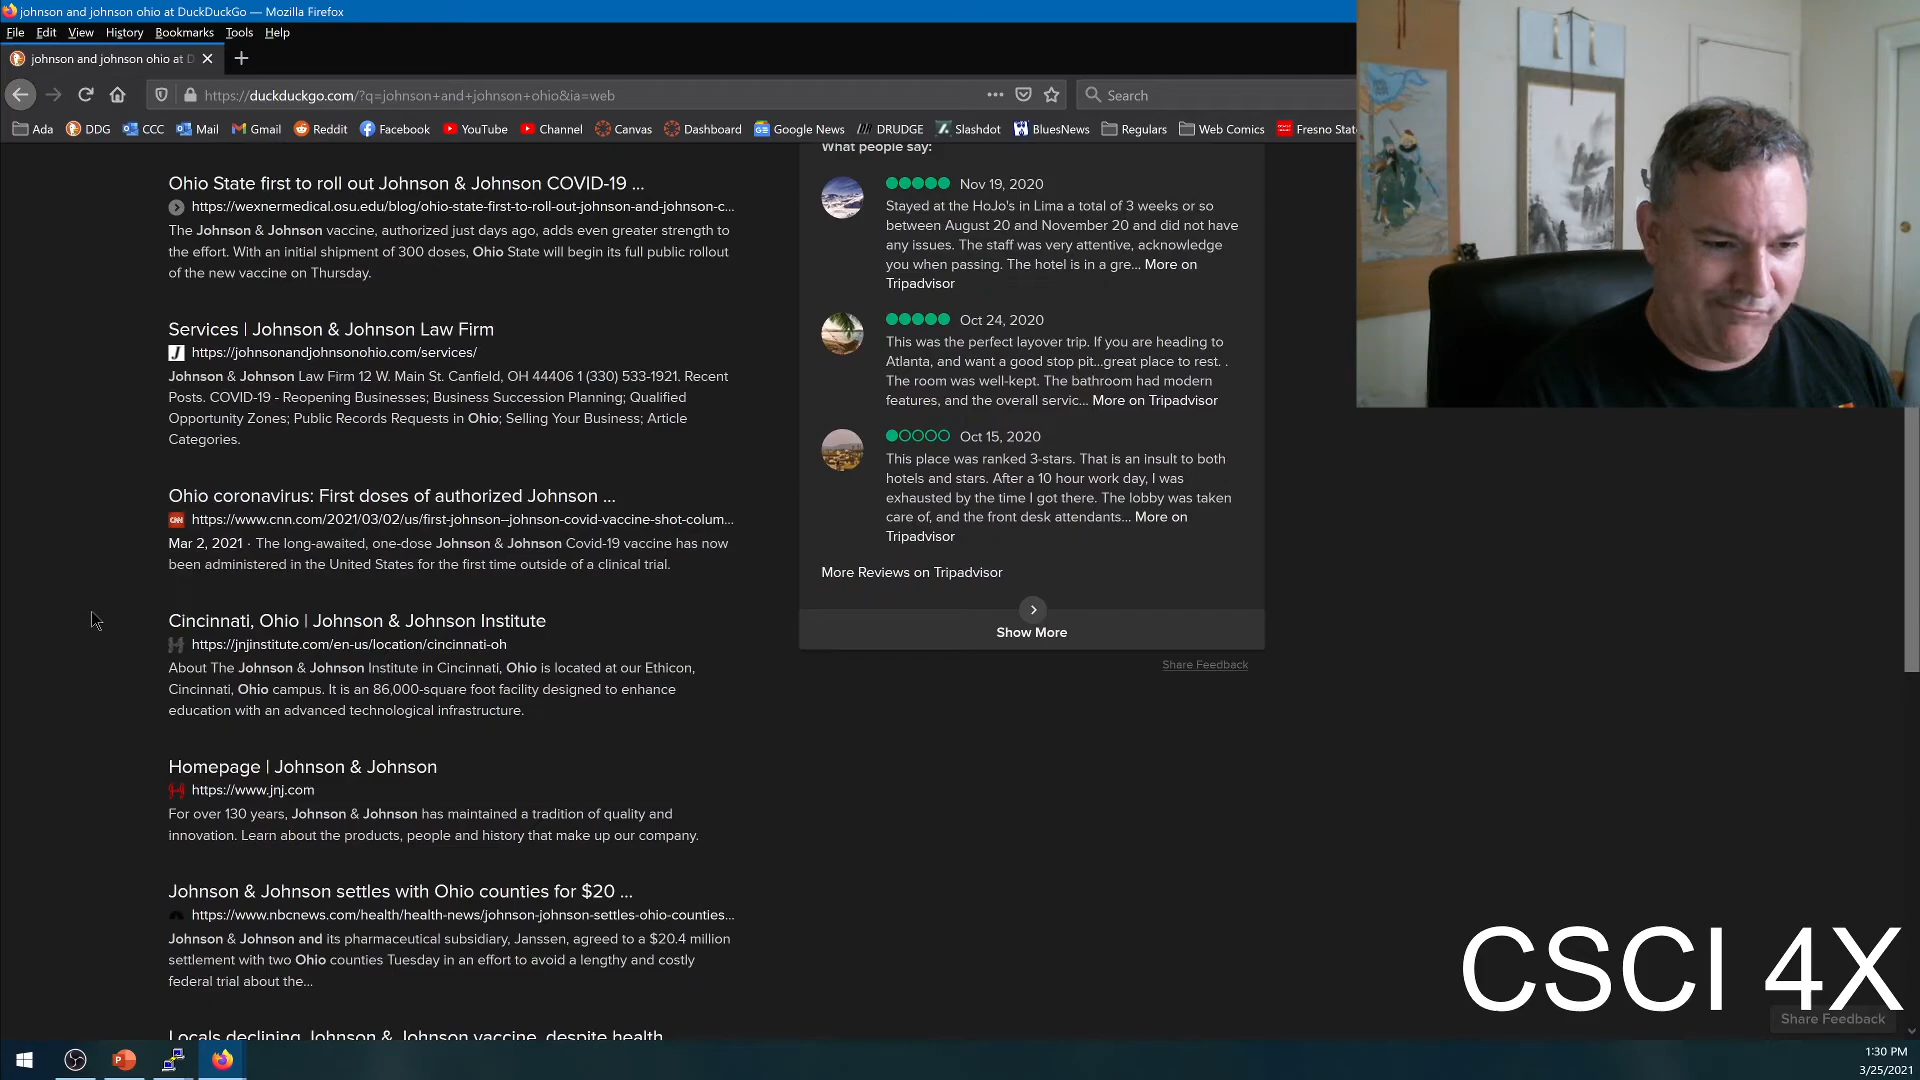 johnson and johnson ohio at DuckDuckGo — Mozilla Firefox
File Edit View History Bookmarks Tools Help
johnson and johnson ohio at D
https://duckduckgo.com/?q=johnson+and+johnson+ohio&ia=web
Search
Ada DDG CCC Mail Gmail Reddit Facebook YouTube Channel Canvas Dashboard Google News DRUDGE Slashdot BluesNews Regulars Web Comics Fresno Sta
Ohio State first to roll out Johnson & Johnson COVID-19 ...
https://wexnermedical.osu.edu/blog/ohio-state-first-to-roll-out-johnson-and-johnson-c...
The Johnson & Johnson vaccine, authorized just days ago, adds even greater strength to
the effort. With an initial shipment of 300 doses, Ohio State will begin its full public rollout
of the new vaccine on Thursday.
Services | Johnson & Johnson Law Firm
https://johnsonandjohnsonohio.com/services/
Johnson & Johnson Law Firm 12 W. Main St. Canfield, OH 44406 1 (330) 533-1921. Recent
Posts. COVID-19 - Reopening Businesses; Business Succession Planning; Qualified
Opportunity Zones; Public Records Requests in Ohio; Selling Your Business; Article
Categories.
Ohio coronavirus: First doses of authorized Johnson ...
CNN
https://www.cnn.com/2021/03/02/us/first-johnson--johnson-covid-vaccine-shot-colum...
Mar 2, 2021 · The long-awaited, one-dose Johnson & Johnson Covid-19 vaccine has now
been administered in the United States for the first time outside of a clinical trial.
Cincinnati, Ohio | Johnson & Johnson Institute
https://jnjinstitute.com/en-us/location/cincinnati-oh
About The Johnson & Johnson Institute in Cincinnati, Ohio is located at our Ethicon,
Cincinnati, Ohio campus. It is an 86,000-square foot facility designed to enhance
education with an advanced technological infrastructure.
Homepage | Johnson & Johnson
https://www.jnj.com
For over 130 years, Johnson & Johnson has maintained a tradition of quality and
innovation. Learn about the products, people and history that make up our company.
Johnson & Johnson settles with Ohio counties for $20 ...
https://www.nbcnews.com/health/health-news/johnson-johnson-settles-ohio-counties...
Johnson & Johnson and its pharmaceutical subsidiary, Janssen, agreed to a $20.4 million
settlement with two Ohio counties Tuesday in an effort to avoid a lengthy and costly
federal trial about the...
Locals declining Johnson & Johnson vaccine, despite health
What people say:
Nov 19, 2020
Stayed at the HoJo's in Lima a total of 3 weeks or so
between August 20 and November 20 and did not have
any issues. The staff was very attentive, acknowledge
you when passing. The hotel is in a gre... More on
Tripadvisor
Oct 24, 2020
This was the perfect layover trip. If you are heading to
Atlanta, and want a good stop pit...great place to rest. .
The room was well-kept. The bathroom had modern
features, and the overall servic... More on Tripadvisor
Oct 15, 2020
This place was ranked 3-stars. That is an insult to both
hotels and stars. After a 10 hour work day, I was
exhausted by the time I got there. The lobby was taken
care of, and the front desk attendants... More on
Tripadvisor
More Reviews on Tripadvisor
Show More
Share Feedback
CSCI 4X
Share Feedback
1:30 PM
3/25/2021